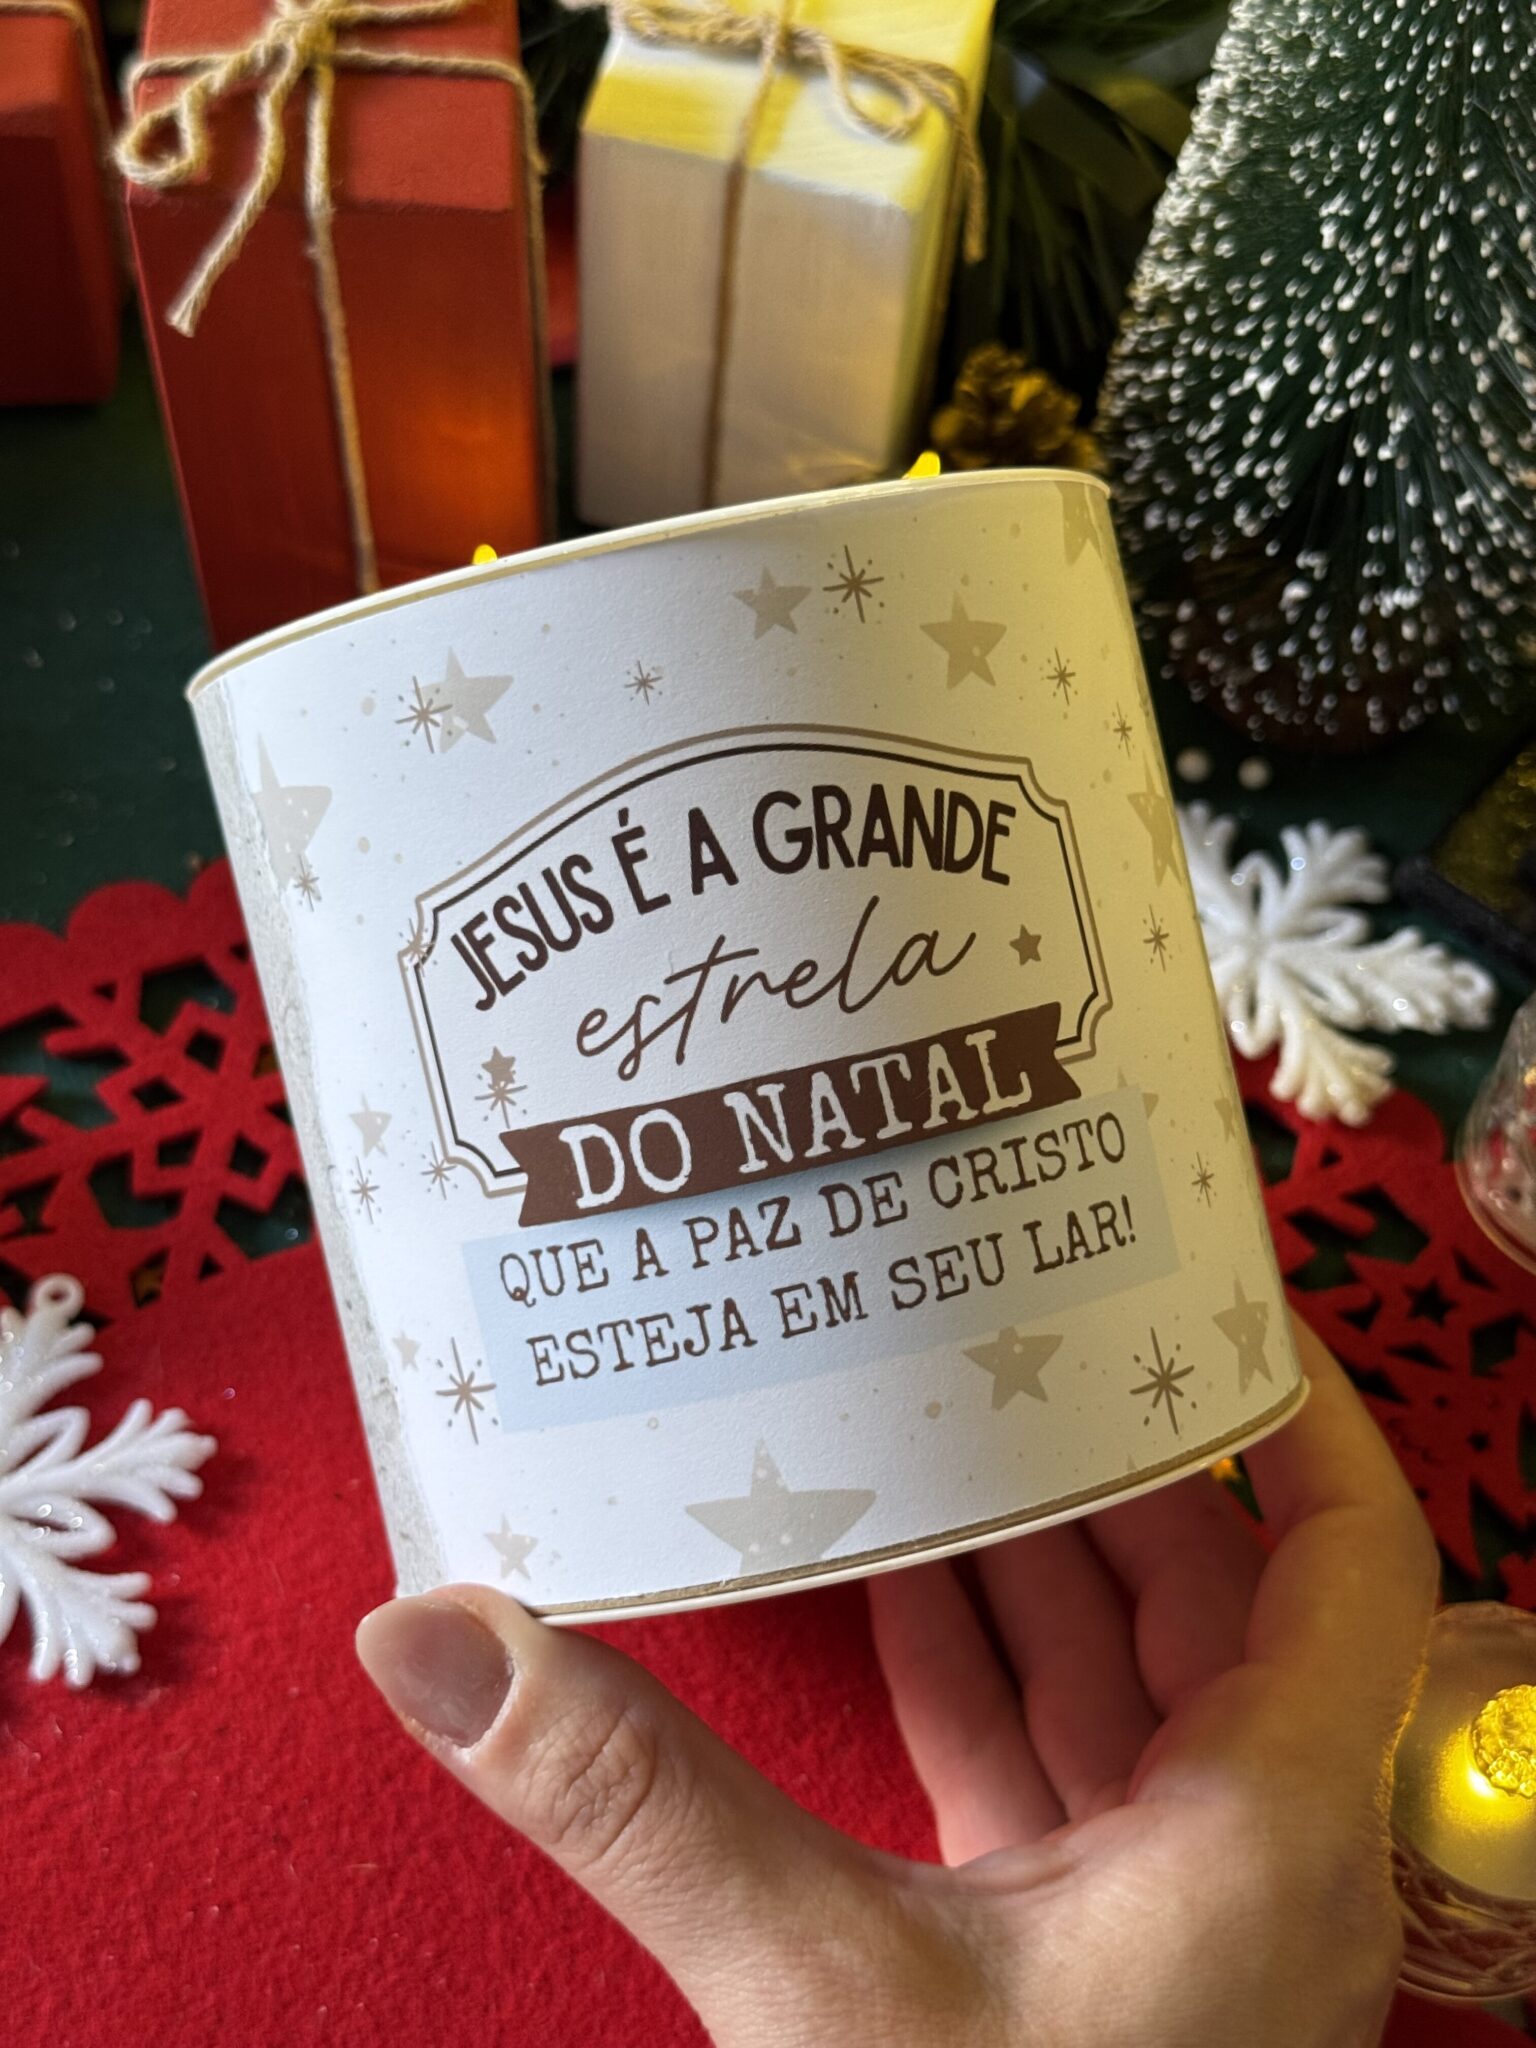 JESUS É A GRANDE
estrela
DO NATAL
QUE A PAZ DE CRISTO
ESTEJA EM SEU LAR!